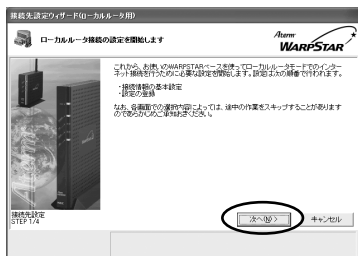 接続先設定ウィザード(ローカルルータ用)
ローカルルータ接続の設定を開始します
Aterm
WARPSTAR
これから、お使いのWARPSTARベースを使ってローカルルータモードでのインター
ネット接続を行うために必要な設定を開始します。設定は次の順番で行われます。
・接続情報の基本設定
・設定の登録
なお、各画面での選択内容によっては、途中の作業をスキップすることがあります
のであらかじめご承知おきください。
接続先設定
STEP 1/4
次へ(N)>
キャンセル